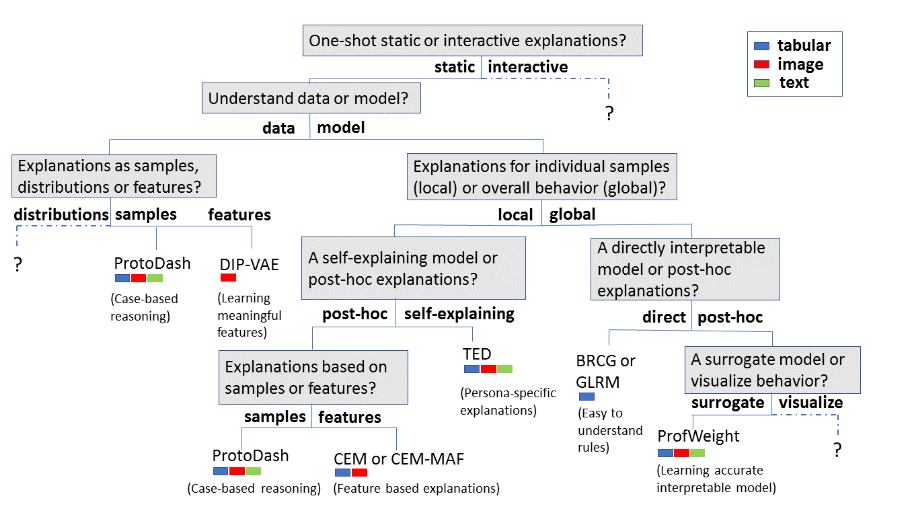 One-shot static or interactive explanations?
tabular
image
text
static interactive
Understand data or model?
?
data model
Explanations as samples,
distributions or features?
Explanations for individual samples
(local) or overall behavior (global)?
distributions samples features
local global
?
ProtoDash
(Case-based
reasoning)
DIP-VAE
(Learning
meaningful
features)
A self-explaining model or
post-hoc explanations?
A directly interpretable
model or post-hoc
explanations?
post-hoc self-explaining
direct post-hoc
Explanations based on
samples or features?
TED
(Persona-specific
explanations)
BRCG or
GLRM
(Easy to
understand
rules)
A surrogate model or
visualize behavior?
samples features
surrogate visualize
ProtoDash
(Case-based reasoning)
CEM or CEM-MAF
(Feature based explanations)
ProfWeight
(Learning accurate
interpretable model)
?